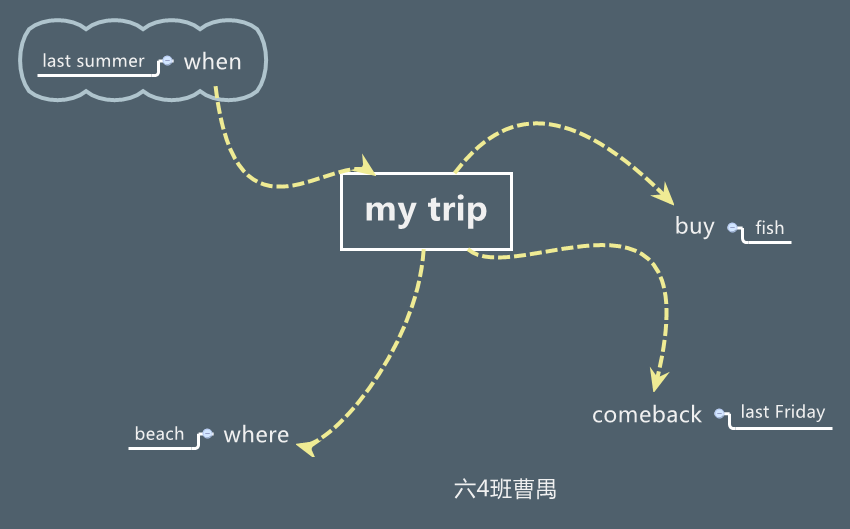 last summer
when
my trip
buy
fish
comeback
last Friday
beach
where
六4班曹禺